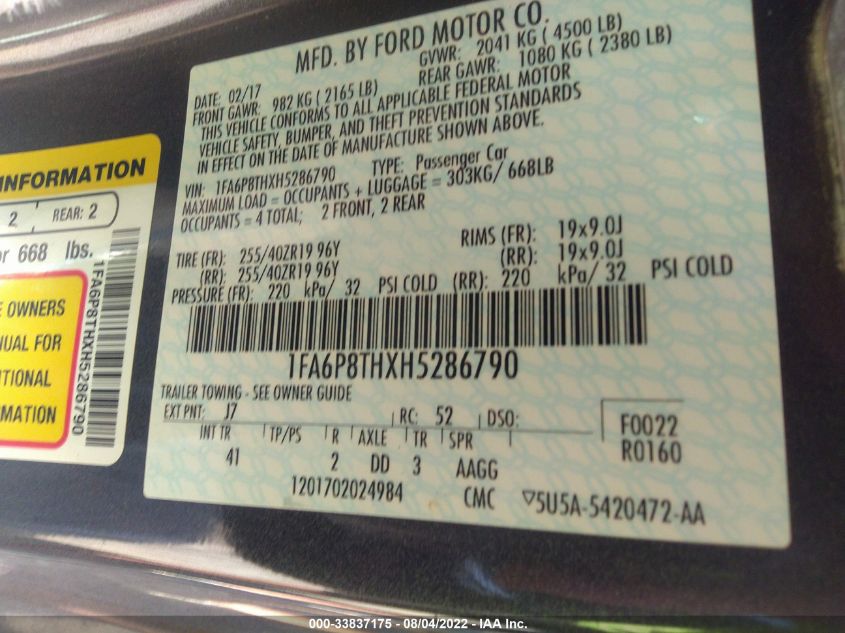 MFD. BY FORD MOTOR CO.
DATE: 02/17
GVWR: 2041 KG ( 4500 LB)
FRONT GAWR: 982 KG ( 2165 LB)
REAR GAWR: 1080 KG ( 2380 LB)
THIS VEHICLE CONFORMS TO ALL APPLICABLE FEDERAL MOTOR
VEHICLE SAFETY, BUMPER, AND THEFT PREVENTION STANDARDS
IN EFFECT ON THE DATE OF MANUFACTURE SHOWN ABOVE.
VIN: 1FA6P8THXH5286790 TYPE: Passenger Car
MAXIMUM LOAD = OCCUPANTS + LUGGAGE = 303KG/ 668LB
OCCUPANTS = 4 TOTAL; 2 FRONT, 2 REAR
TIRE (FR): 255/40ZR19 96Y RIMS (FR): 19x9.0J
(RR): 255/40ZR19 96Y (RR): 19x9.0J
PRESSURE (FR): 220 kPa/ 32 PSI COLD (RR): 220 kPa/ 32 PSI COLD
1FA6P8THXH5286790
TRAILER TOWING - SEE OWNER GUIDE
EXT PNT: J7 RC: 52 DSO:
F0022
R0160
INT TR TP/PS R AXLE TR SPR
41 2 DD 3 AAGG
1201702024984 CMC 5U5A-5420472-AA
INFORMATION
2 REAR: 2
or 668 lbs.
OWNERS
FOR
1FA6P8THXH5286790
000-33837175 - 08/04/2022 - IAA Inc.